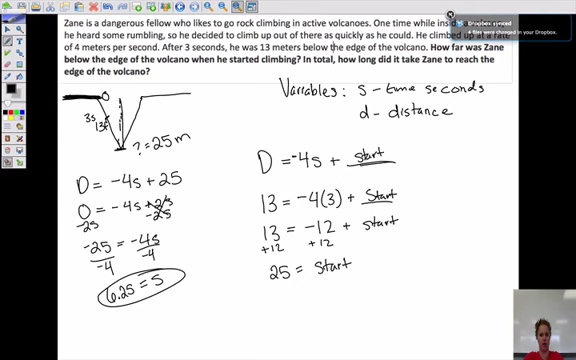 Zane is a dangerous fellow who likes to go rock climbing in active volcanoes. One time while
he heard some rumbling, so he decided to climb up out of there as quickly as he could. He climbed up at a rate
of 4 meters per second. After 3 seconds, he was 13 meters below the edge of the volcano. How far was Zane
below the edge of the volcano when he started climbing? In total, how long did it take Zane to reach the
edge of the volcano?
Dropbox synced
4 files were changed in your Dropbox.
Variables: s - time seconds
d - distance
3s
13ft
? = 25 m
D = -4s + start
13 = -4(3) + start
13 = -12 + start
+12 +12
25 = start
D = -4s + 25
0 = -4s + 25
-25 -25
-25 = -4s
-4 -4
6.25 = s